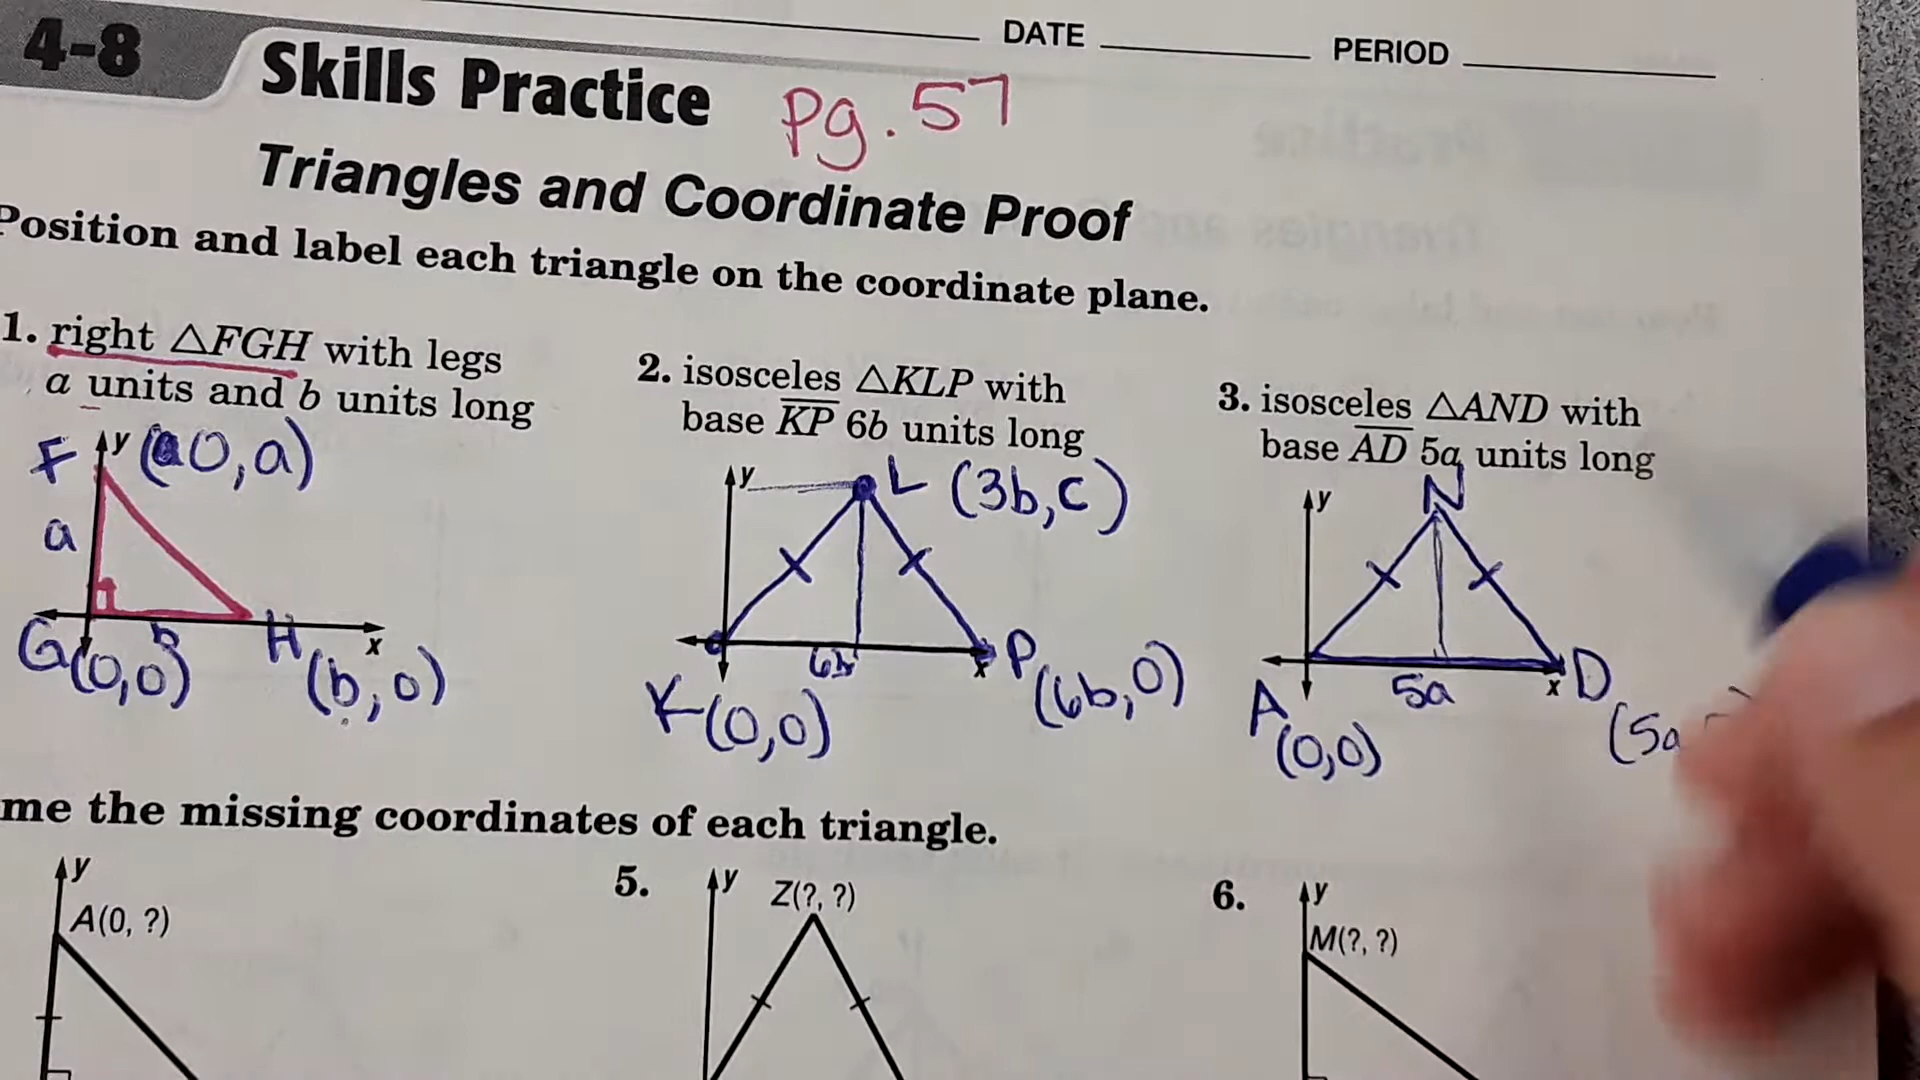 4-8
DATE PERIOD
Skills Practice pg. 57
Triangles and Coordinate Proof
Position and label each triangle on the coordinate plane.
1. right △FGH with legs
a units and b units long
F y (0, a)
a
G(0,0) b H x
(b, 0)
2. isosceles △KLP with
base KP 6b units long
y L (3b, c)
6b x P
K(0,0) (6b, 0)
3. isosceles △AND with
base AD 5a units long
y N
5a x D
A (5a
(0,0)
me the missing coordinates of each triangle.
y
A(0, ?)
5. y Z(?, ?)
6. y
M(?, ?)